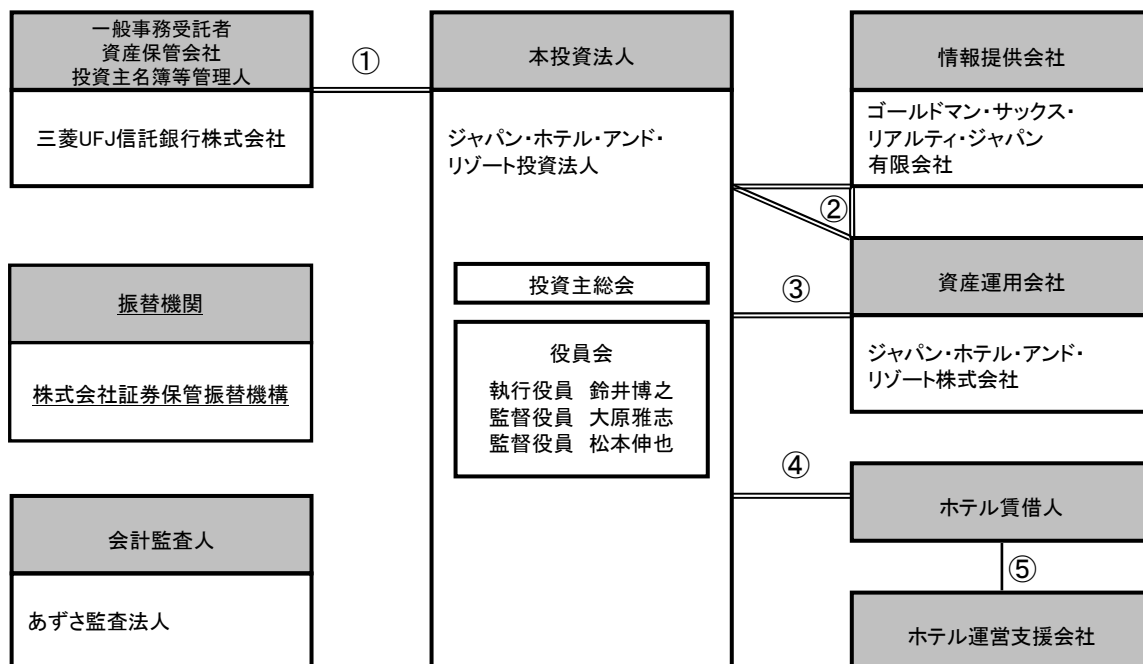 一般事務受託者
資産保管会社
投資主名簿等管理人
三菱UFJ信託銀行株式会社
①
振替機関
株式会社証券保管振替機構
会計監査人
あずさ監査法人
本投資法人
ジャパン・ホテル・アンド・
リゾート投資法人
投資主総会
役員会
執行役員 鈴井博之
監督役員 大原雅志
監督役員 松本伸也
情報提供会社
ゴールドマン・サックス・
リアルティ・ジャパン
有限会社
②
資産運用会社
③
ジャパン・ホテル・アンド・
リゾート株式会社
④
ホテル賃借人
⑤
ホテル運営支援会社